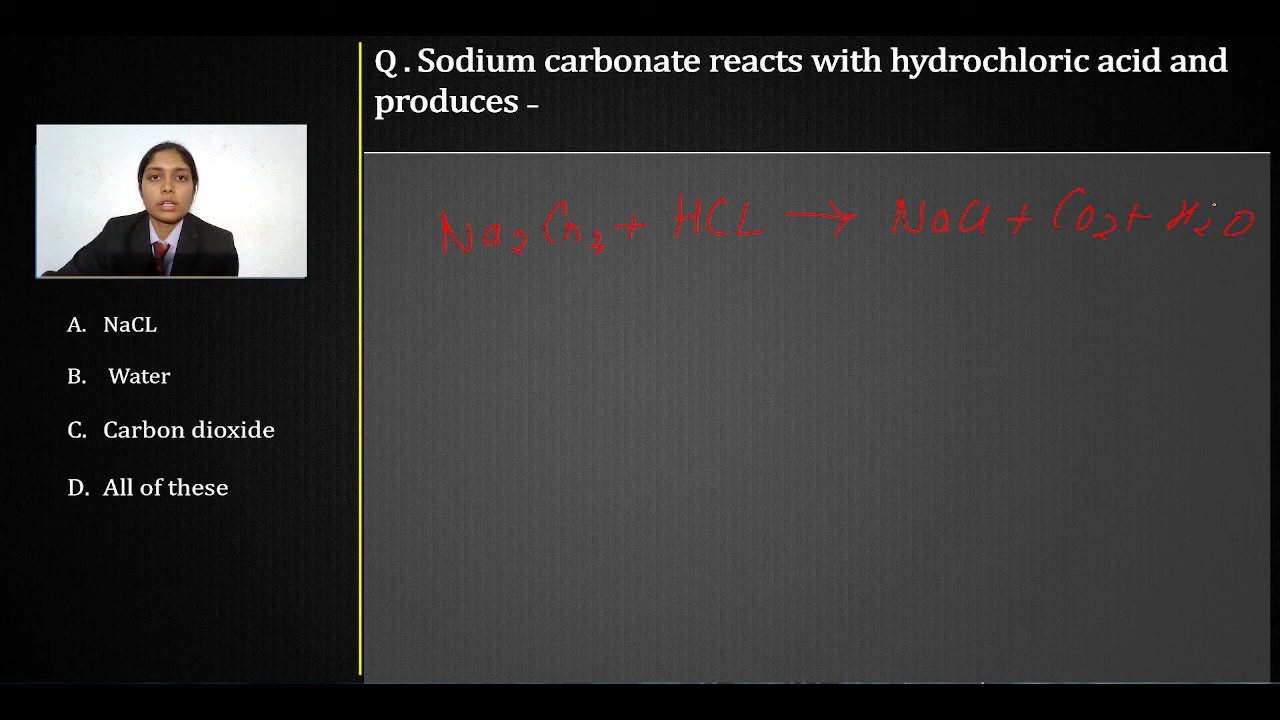 Q . Sodium carbonate reacts with hydrochloric acid and
produces –
Na₂CO₃ + HCL → NaCl + CO₂ + H₂O
A. NaCL
B. Water
C. Carbon dioxide
D. All of these